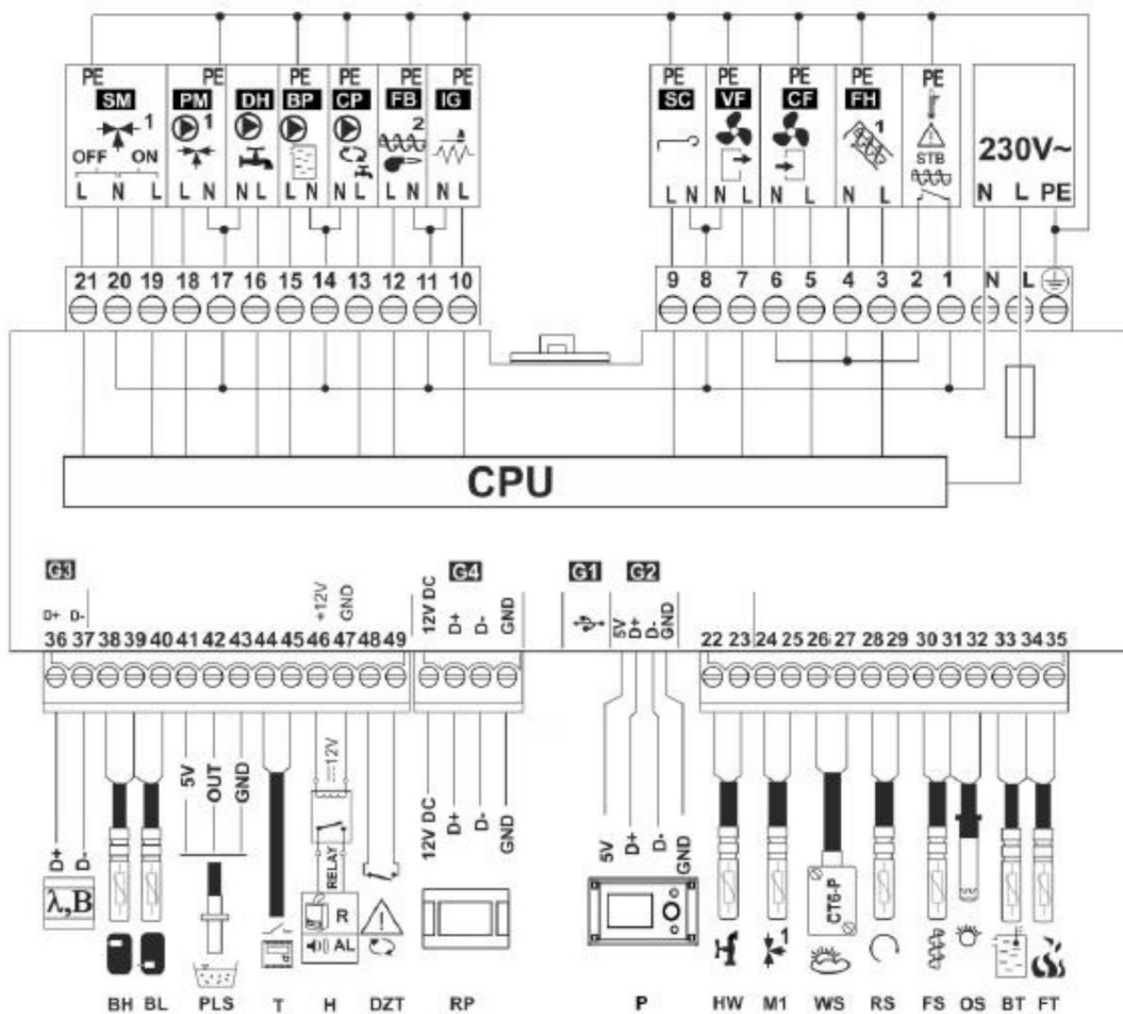 PE PE PE PE PE PE PE PE PE PE PE
SM PM DH BP CP FB IG SC VF CF FH
1 1 2 1
STB
OFF ON 230V~
L N L L N L L N L L N L L N L N L N L N L PE
21 20 19 18 17 16 15 14 13 12 11 10 9 8 7 6 5 4 3 2 1 N L
CPU
G3 G4 G1 G2
D+ D- +12V GND 12V DC D+ D- GND 5V D+ D- GND
36 37 38 39 40 41 42 43 44 45 46 47 48 49 22 23 24 25 26 27 28 29 30 31 32 33 34 35
5V OUT GND 12V
D+ D- RELAY 12V DC D+ D- GND 5V D+ D- GND
λ,B R CT6-P
AL 1
BH BL PLS T H DZT RP P HW M1 WS RS FS OS BT FT